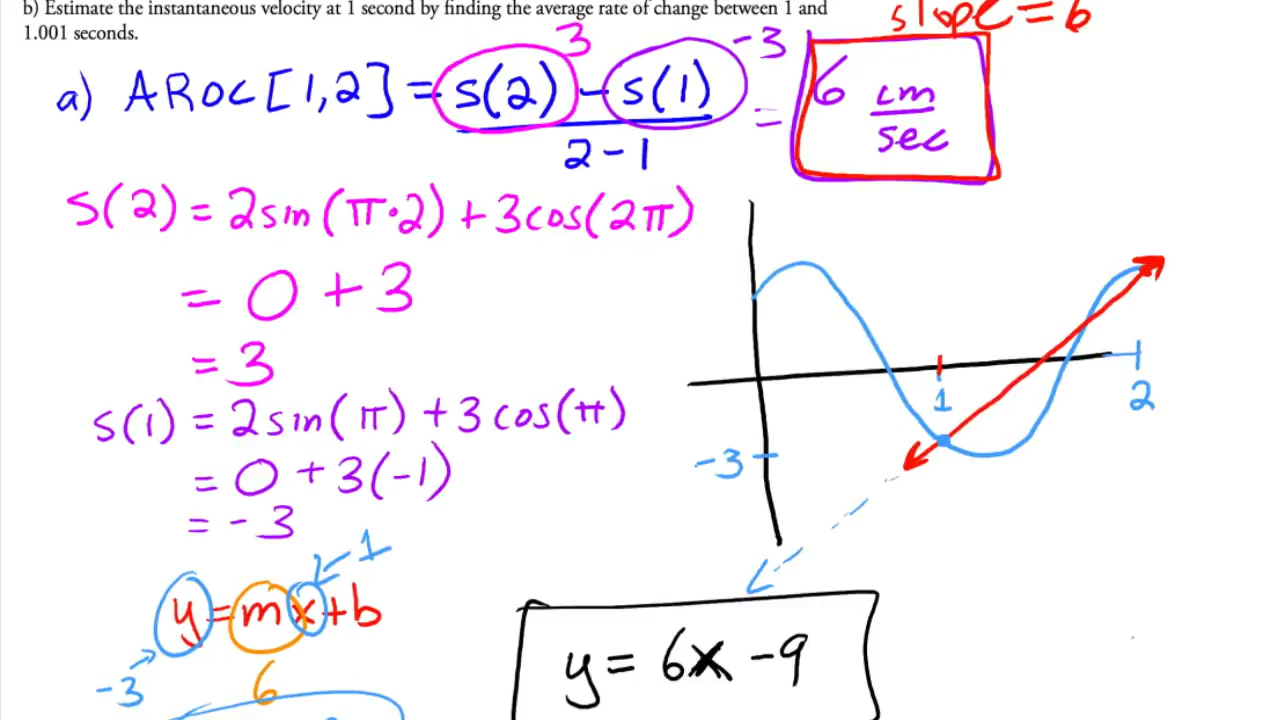 b) Estimate the instantaneous velocity at 1 second by finding the average rate of change between 1 and
1.001 seconds.
slope = 6
3
-3
a) AROC[1,2] = s(2) - s(1)
2 - 1
= 6 cm
sec
s(2) = 2sin(π·2) + 3cos(2π)
= 0 + 3
= 3
s(1) = 2sin(π) + 3cos(π)
= 0 + 3(-1)
= -3
1
2
-3
1
y = mx + b
-3
6
y = 6x - 9